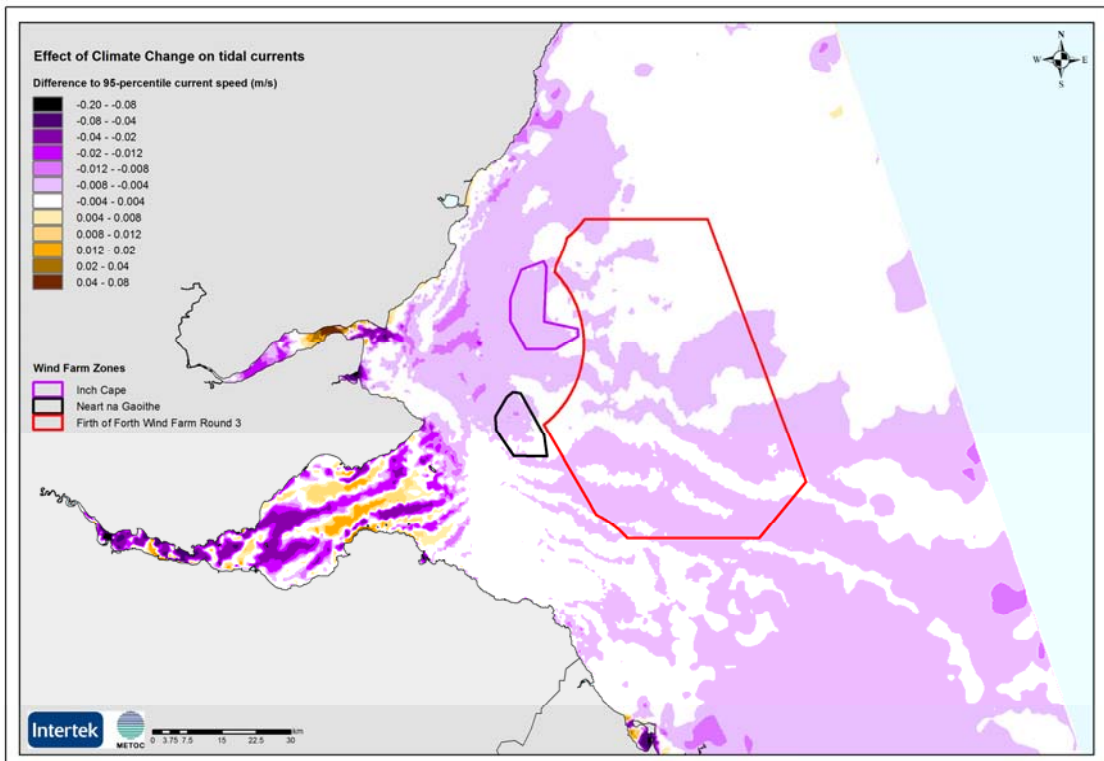 Effect of Climate Change on tidal currents
Difference to 95-percentile current speed (m/s)
-0.20 - -0.08
-0.08 - -0.04
-0.04 - -0.02
-0.02 - -0.012
-0.012 - -0.008
-0.008 - -0.004
-0.004 - 0.004
0.004 - 0.008
0.008 - 0.012
0.012 - 0.02
0.02 - 0.04
0.04 - 0.08
Wind Farm Zones
Inch Cape
Neart na Gaoithe
Firth of Forth Wind Farm Round 3
N
W E
S
Intertek
METOC
km
0 3.75 7.5 15 22.5 30